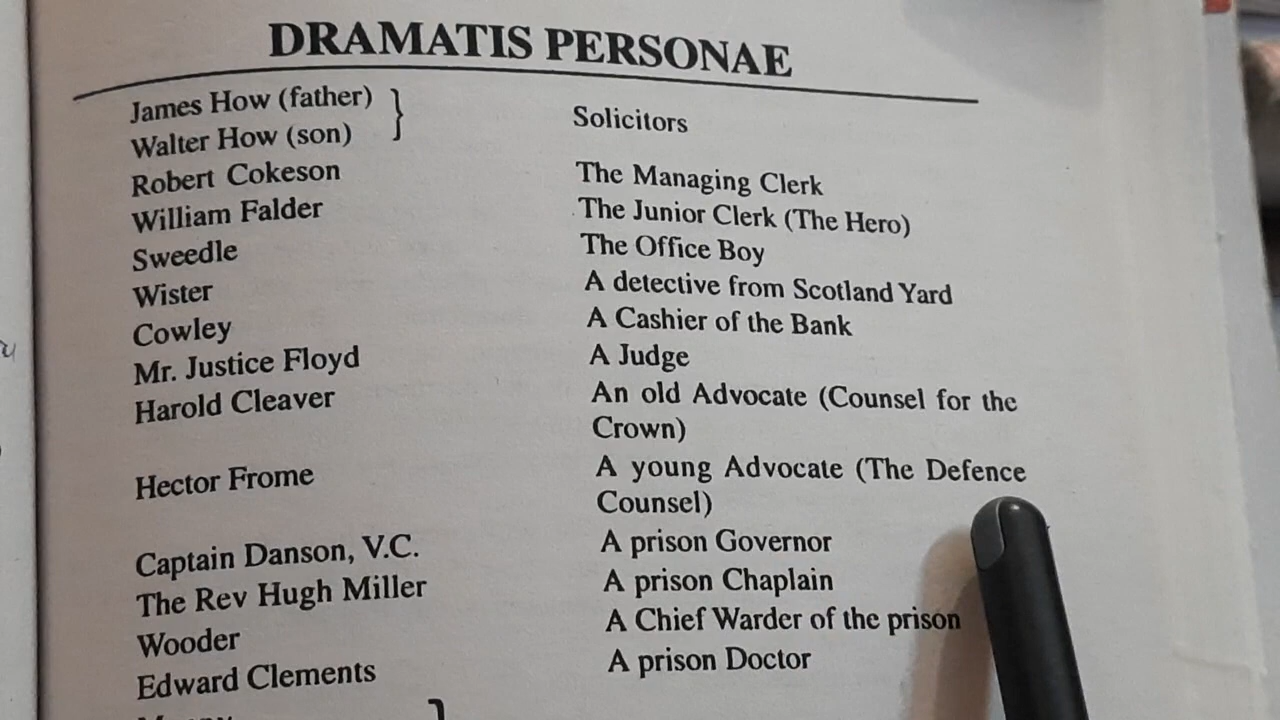 DRAMATIS PERSONAE
James How (father) } Solicitors
Walter How (son)
Robert Cokeson The Managing Clerk
William Falder The Junior Clerk (The Hero)
Sweedle The Office Boy
Wister A detective from Scotland Yard
Cowley A Cashier of the Bank
Mr. Justice Floyd A Judge
Harold Cleaver An old Advocate (Counsel for the
Crown)
Hector Frome A young Advocate (The Defence
Counsel)
Captain Danson, V.C. A prison Governor
The Rev Hugh Miller A prison Chaplain
Wooder A Chief Warder of the prison
Edward Clements A prison Doctor